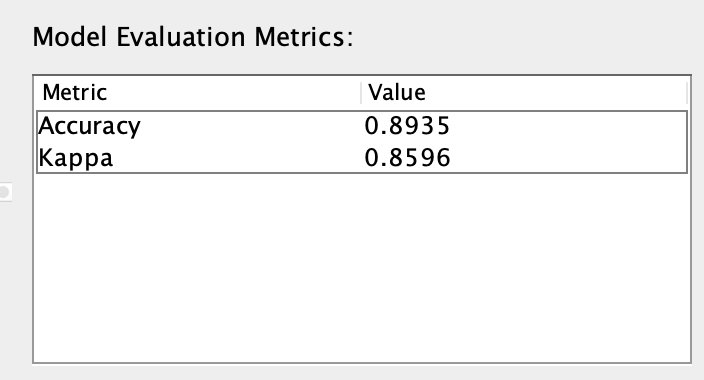 Model Evaluation Metrics:
Metric Value
Accuracy 0.8935
Kappa 0.8596